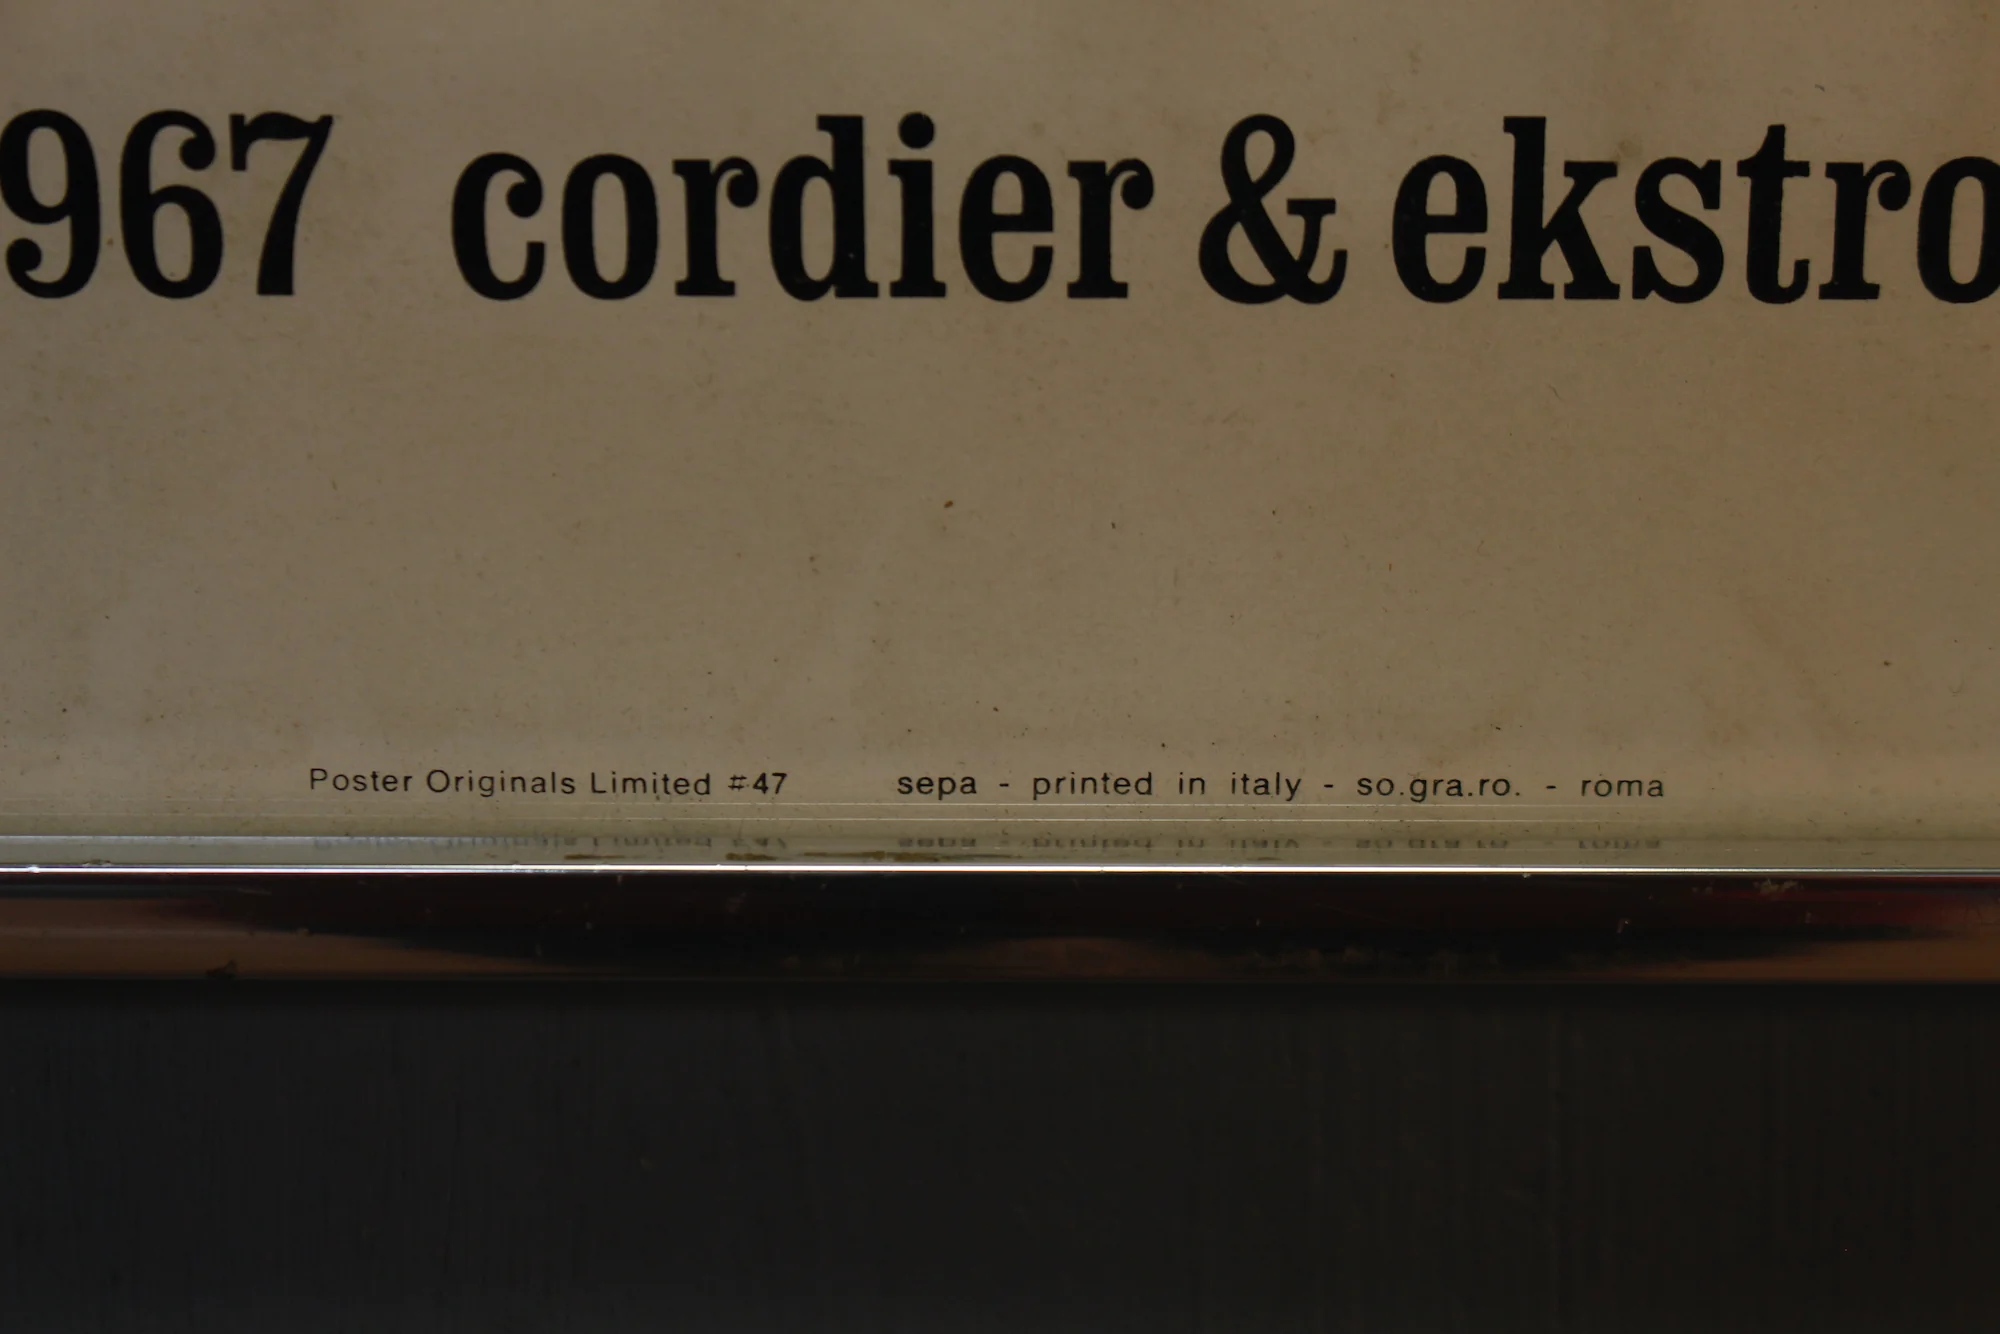 967 cordier & ekstro
Poster Originals Limited #47 sepa - printed in italy - so.gra.ro. - roma